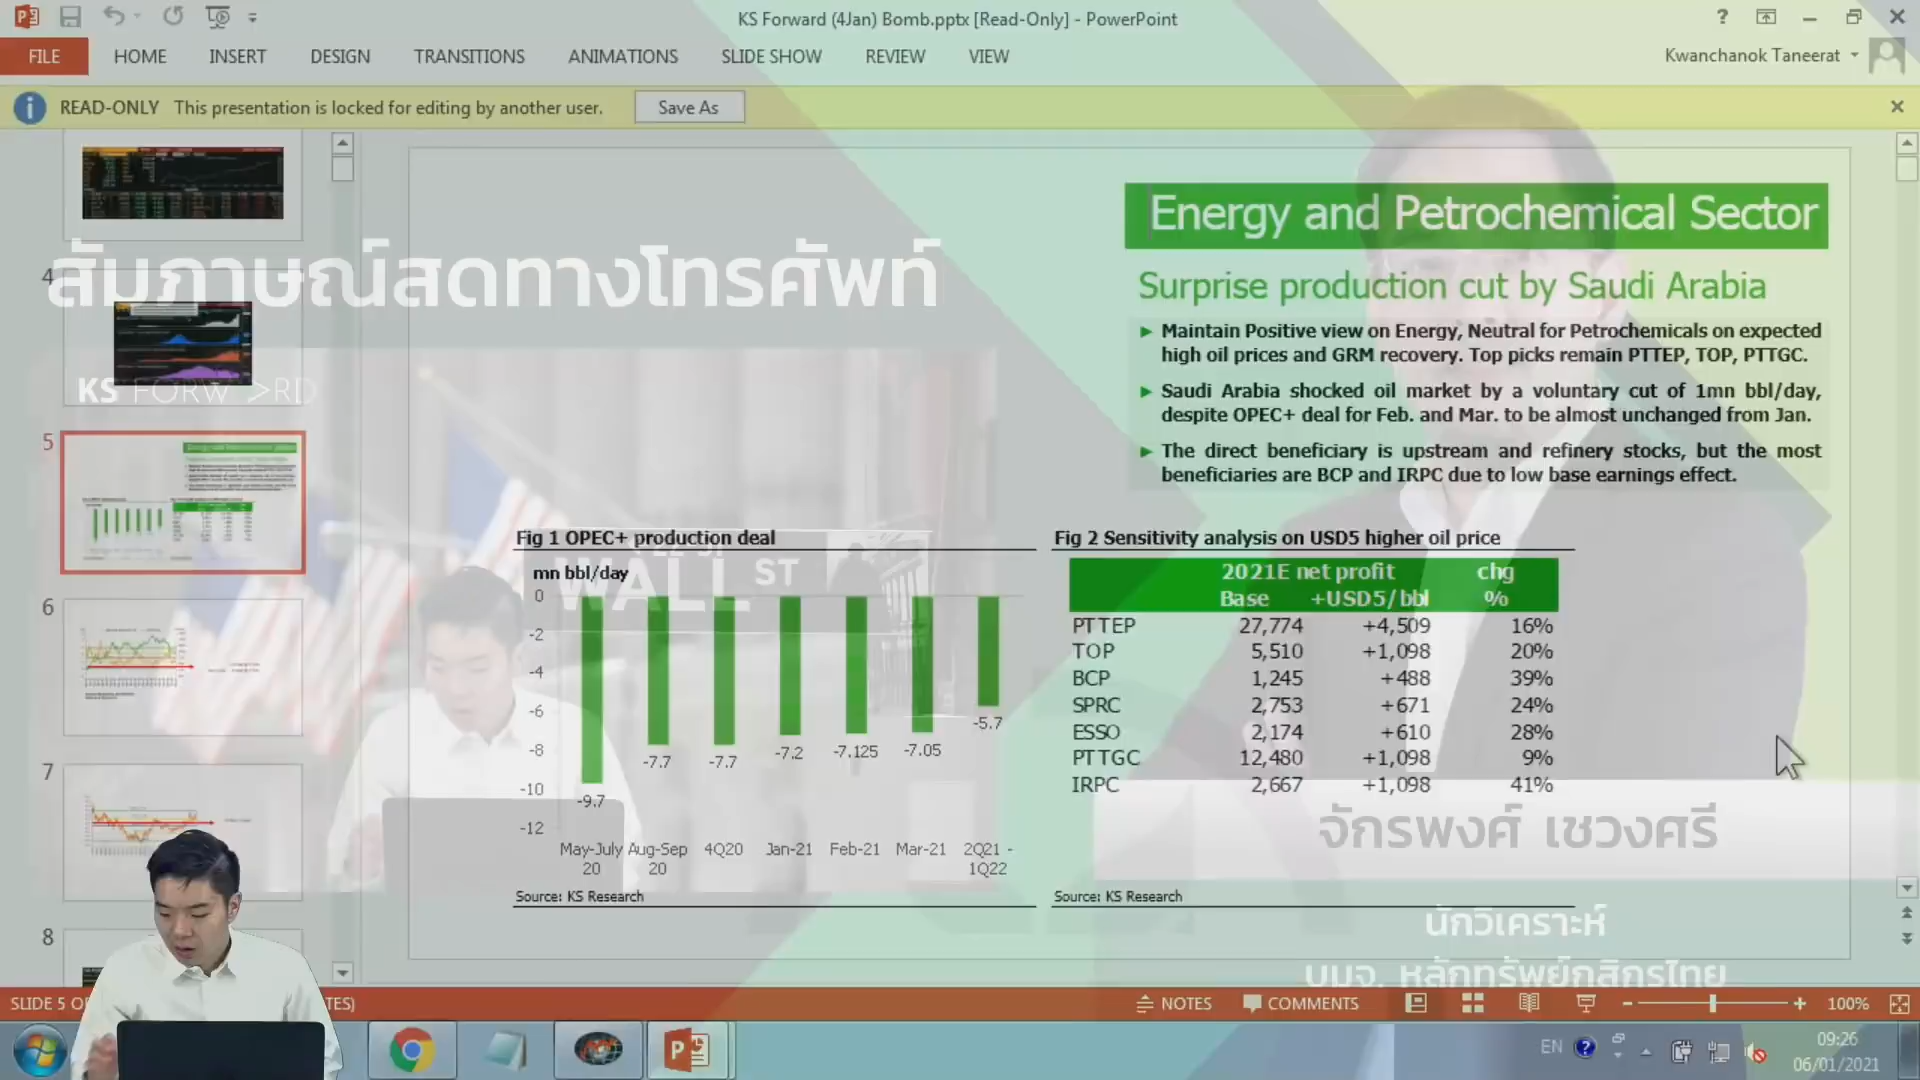 KS Forward (4Jan) Bomb.pptx [Read-Only] - PowerPoint
FILE HOME INSERT DESIGN TRANSITIONS ANIMATIONS SLIDE SHOW REVIEW VIEW
Kwanchanok Taneerat
READ-ONLY This presentation is locked for editing by another user. Save As
Energy and Petrochemical Sector
Surprise production cut by Saudi Arabia
Maintain Positive view on Energy, Neutral for Petrochemicals on expected
high oil prices and GRM recovery. Top picks remain PTTEP, TOP, PTTGC.
Saudi Arabia shocked oil market by a voluntary cut of 1mn bbl/day,
despite OPEC+ deal for Feb. and Mar. to be almost unchanged from Jan.
The direct beneficiary is upstream and refinery stocks, but the most
beneficiaries are BCP and IRPC due to low base earnings effect.
สัมภาษณ์สดทางโทรศัพท์
KS FORW >RD
4
5
6
7
8
WALL ST
Fig 1 OPEC+ production deal
mn bbl/day
0
-2
-4
-6
-8
-10
-12
-9.7 -7.7 -7.7 -7.2 -7.125 -7.05 -5.7
May-July 20 Aug-Sep 20 4Q20 Jan-21 Feb-21 Mar-21 2Q21 - 1Q22
Source: KS Research
Fig 2 Sensitivity analysis on USD5 higher oil price
2021E net profit chg
Base +USD5/bbl %
PTTEP 27,774 +4,509 16%
TOP 5,510 +1,098 20%
BCP 1,245 +488 39%
SPRC 2,753 +671 24%
ESSO 2,174 +610 28%
PTTGC 12,480 +1,098 9%
IRPC 2,667 +1,098 41%
Source: KS Research
จักรพงศ์ เชวงศรี
นักวิเคราะห์
บมจ. หลักทรัพย์กสิกรไทย
SLIDE 5 O TES)
NOTES COMMENTS 100%
EN
09:26
06/01/2021